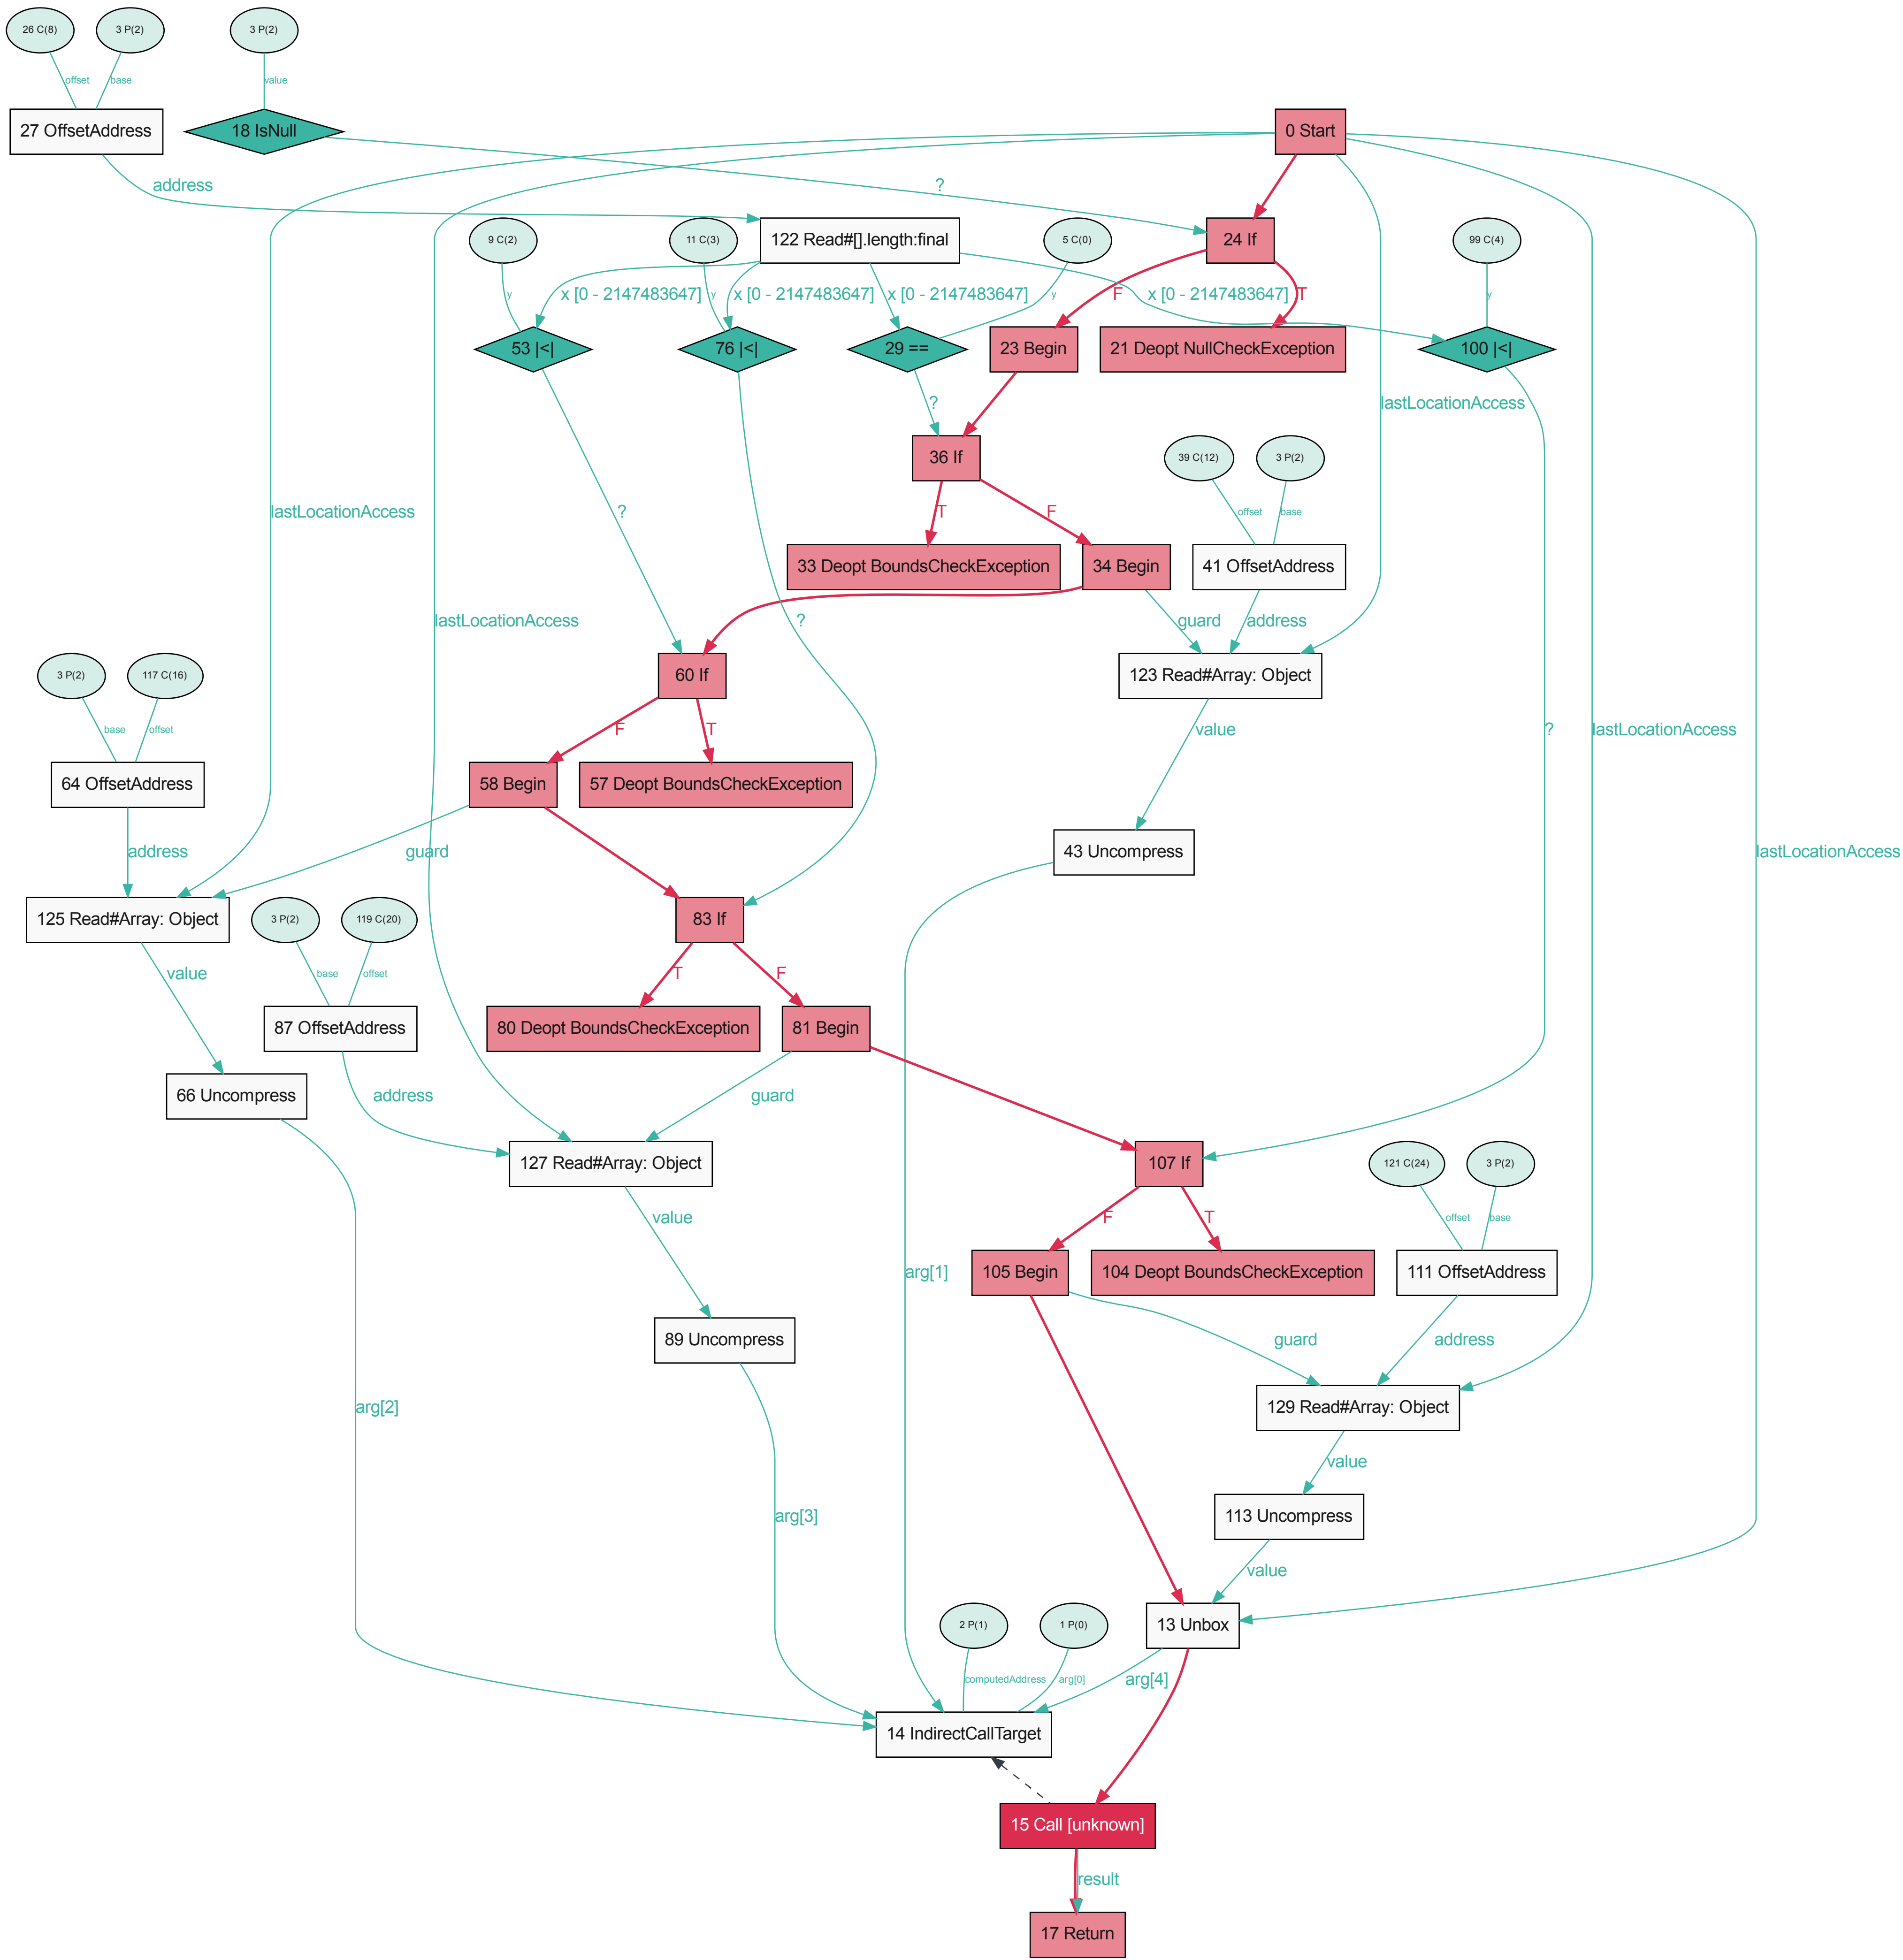 26 C(8)
3 P(2)
3 P(2)
offset
base
value
27 OffsetAddress
18 IsNull
0 Start
address
?
9 C(2)
11 C(3)
122 Read#[].length:final
5 C(0)
24 If
99 C(4)
y
x [0 - 2147483647]
y
x [0 - 2147483647]
x [0 - 2147483647]
y
F
x [0 - 2147483647]
T
y
53 |<|
76 |<|
29 ==
23 Begin
21 Deopt NullCheckException
100 |<|
?
lastLocationAccess
36 If
39 C(12)
3 P(2)
lastLocationAccess
?
T
F
offset
base
33 Deopt BoundsCheckException
34 Begin
41 OffsetAddress
lastLocationAccess
?
guard
address
3 P(2)
117 C(16)
60 If
123 Read#Array: Object
base
offset
F
T
value
?
lastLocationAccess
64 OffsetAddress
58 Begin
57 Deopt BoundsCheckException
address
guard
43 Uncompress
lastLocationAccess
125 Read#Array: Object
3 P(2)
119 C(20)
83 If
value
base
offset
T
F
87 OffsetAddress
80 Deopt BoundsCheckException
81 Begin
66 Uncompress
address
guard
127 Read#Array: Object
107 If
121 C(24)
3 P(2)
value
F
T
offset
base
arg[1]
105 Begin
104 Deopt BoundsCheckException
111 OffsetAddress
89 Uncompress
guard
address
arg[2]
129 Read#Array: Object
value
arg[3]
113 Uncompress
value
2 P(1)
1 P(0)
13 Unbox
computedAddress
arg[0]
arg[4]
14 IndirectCallTarget
15 Call [unknown]
result
17 Return